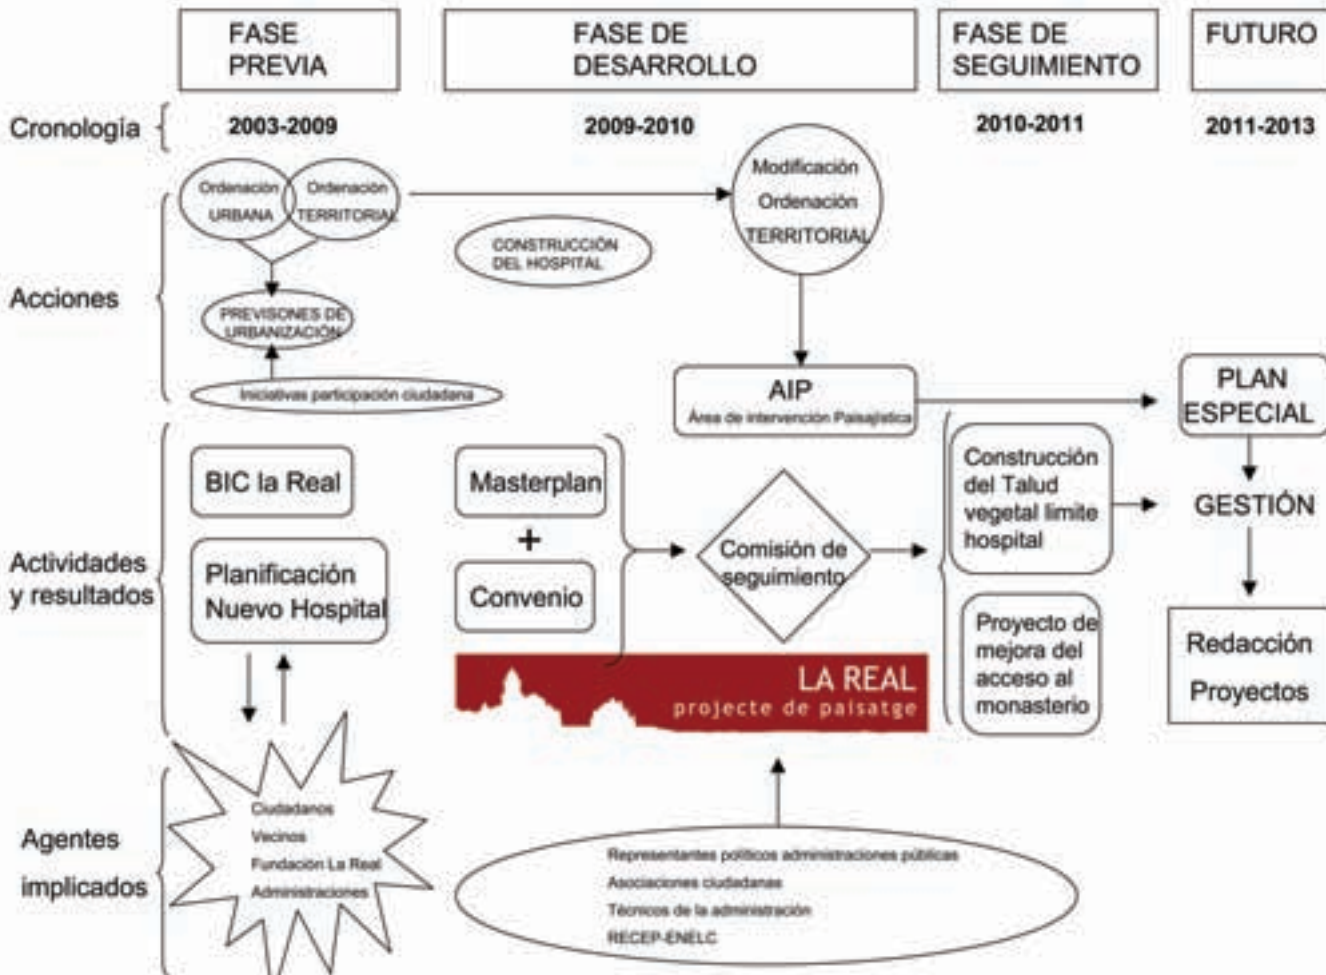 FASE
PREVIA
FASE DE
DESARROLLO
FASE DE
SEGUIMIENTO
FUTURO
Cronología
2003-2009
2009-2010
2010-2011
2011-2013
Acciones
Ordenación
URBANA
Ordenación
TERRITORIAL
Modificación
Ordenación
TERRITORIAL
CONSTRUCCIÓN
DEL HOSPITAL
PREVISONES DE
URBANIZACIÓN
Iniciativas participación ciudadana
AIP
Área de intervención Paisajística
PLAN
ESPECIAL
Actividades
y resultados
BIC la Real
Planificación
Nuevo Hospital
Masterplan
+
Convenio
Comisión de
seguimiento
Construcción
del Talud
vegetal limite
hospital
GESTIÓN
Proyecto de
mejora del
acceso al
monasterio
Redacción
Proyectos
LA REAL
projecte de paisatge
Agentes
implicados
Ciudadanos
Vecinos
Fundación La Real
Administraciones
Representantes políticos administraciones públicas
Asociaciones ciudadanas
Técnicos de la administración
RECEP-ENELC